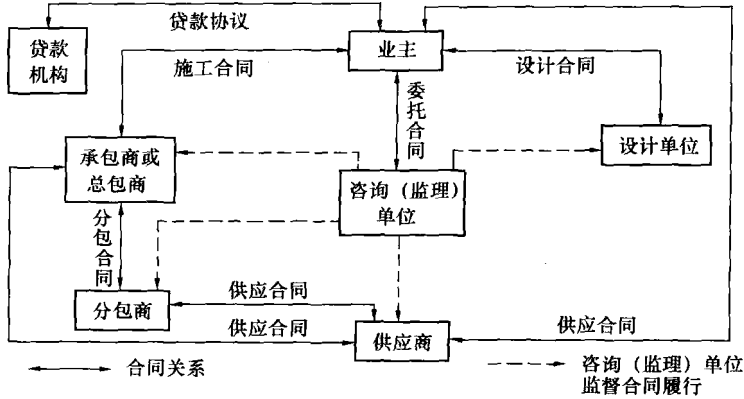 贷款协议
贷款
机构
业主
施工合同
设计合同
委托合同
承包商或
总包商
设计单位
咨询（监理）
单位
分包合同
分包商
供应合同
供应合同
供应商
供应合同
合同关系
咨询（监理）单位
监督合同履行